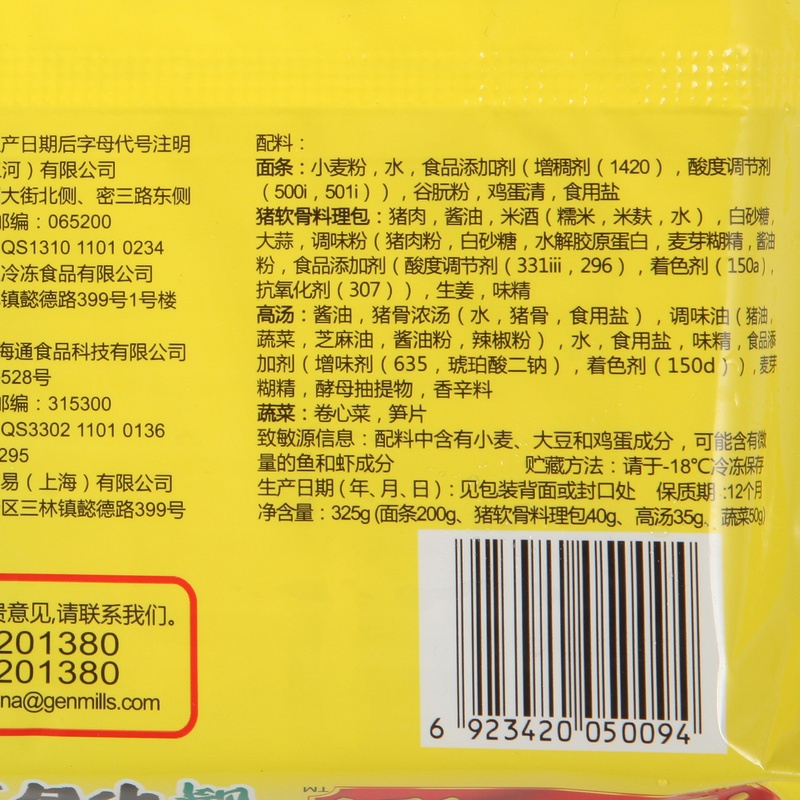 产日期后字母代号注明
河）有限公司
大街北侧、密三路东侧
邮编：065200
QS1310 1101 0234
冷冻食品有限公司
镇懿德路399号1号楼
海通食品科技有限公司
528号
邮编：315300
QS3302 1101 0136
295
易（上海）有限公司
区三林镇懿德路399号
贵意见,请联系我们。
201380
201380
na@genmills.com
配料：
面条：小麦粉，水，食品添加剂（增稠剂（1420），酸度调节剂
（500i，501i）），谷朊粉，鸡蛋清，食用盐
猪软骨料理包：猪肉，酱油，米酒（糯米，米麸，水），白砂糖，
大蒜，调味粉（猪肉粉，白砂糖，水解胶原蛋白，麦芽糊精，酱油
粉，食品添加剂（酸度调节剂（331iii，296），着色剂（150a），
抗氧化剂（307）），生姜，味精
高汤：酱油，猪骨浓汤（水，猪骨，食用盐），调味油（猪油，
蔬菜，芝麻油，酱油粉，辣椒粉），水，食用盐，味精，食品添
加剂（增味剂（635，琥珀酸二钠），着色剂（150d）），麦芽
糊精，酵母抽提物，香辛料
蔬菜：卷心菜，笋片
致敏源信息：配料中含有小麦、大豆和鸡蛋成分，可能含有微
量的鱼和虾成分 贮藏方法：请于-18℃冷冻保存
生产日期（年、月、日）：见包装背面或封口处 保质期：12个月
净含量：325g (面条200g、猪软骨料理包40g、高汤35g、蔬菜50g)
6 923420 050094